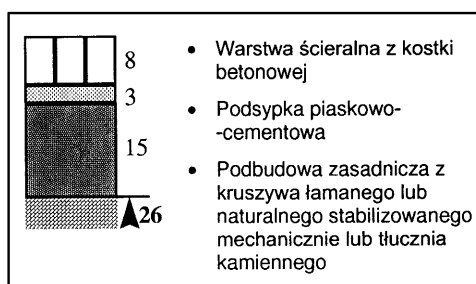 8
3
15
26
• Warstwa ścieralna z kostki
betonowej
• Podsypka piaskowo-
-cementowa
• Podbudowa zasadnicza z
kruszywa łamanego lub
naturalnego stabilizowanego
mechanicznie lub tłucznia
kamiennego